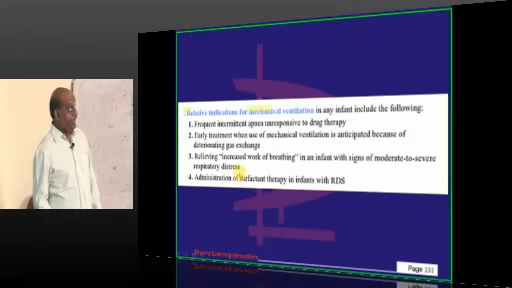 Relative indications for mechanical ventilation in any infant include the following:
1. Frequent intermittent apnea unresponsive to drug therapy
2. Early treatment when use of mechanical ventilation is anticipated because of
deteriorating gas exchange
3. Relieving "increased work of breathing" in an infant with signs of moderate-to-severe
respiratory distress
4. Administration of surfactant therapy in infants with RDS
Organic Learning Innovations
Page 331